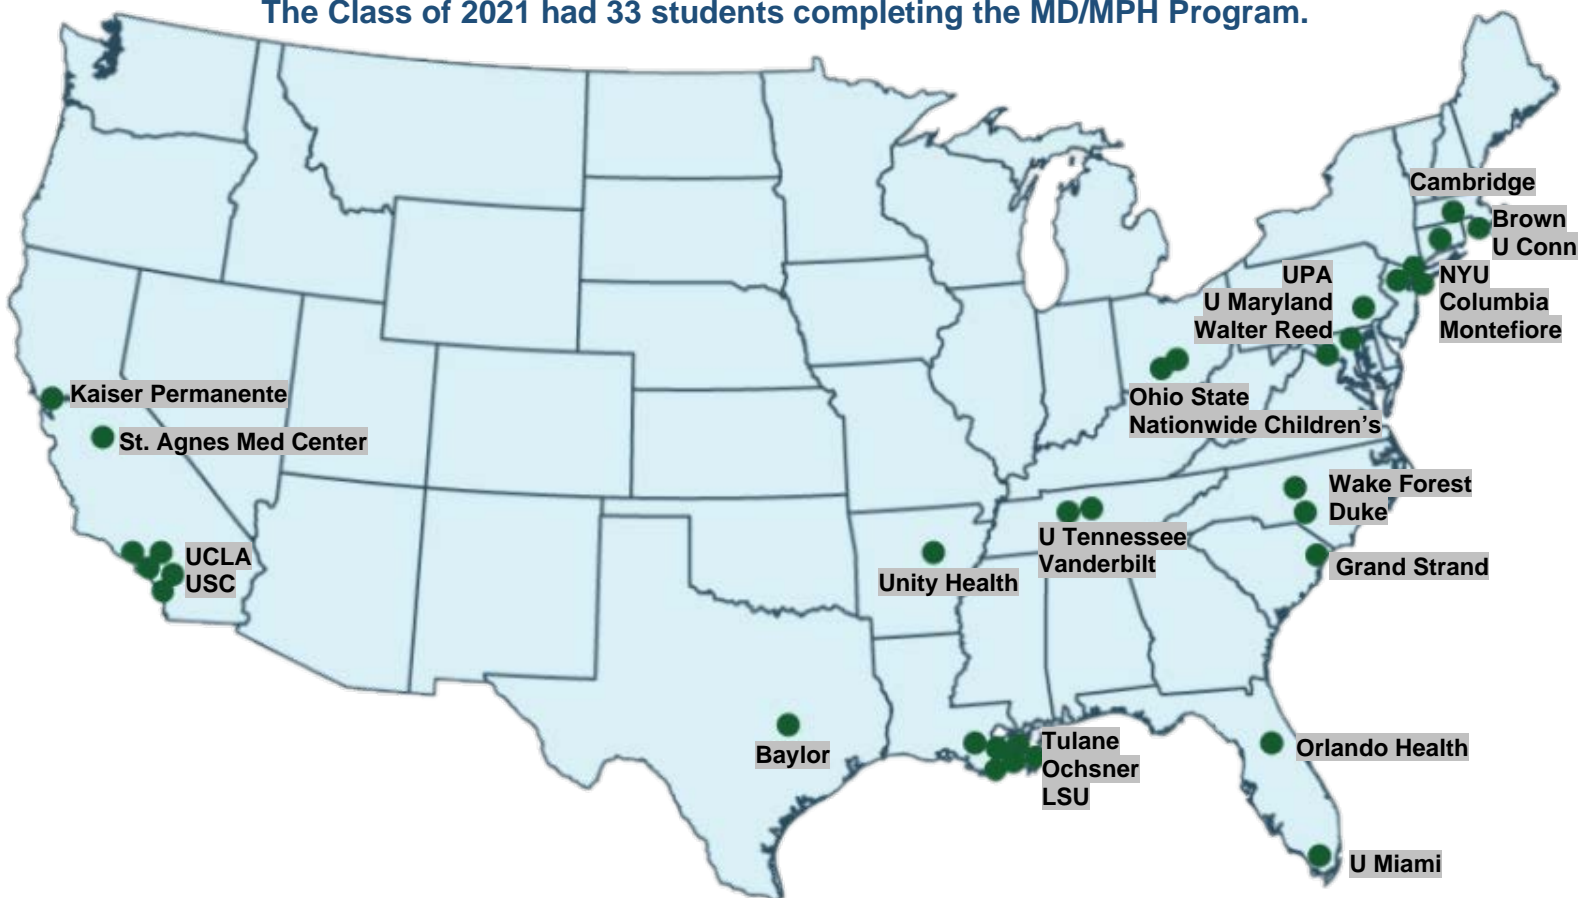 The Class of 2021 had 33 students completing the MD/MPH Program.
Cambridge
Brown
U Conn
UPA
U Maryland
Walter Reed
NYU
Columbia
Montefiore
Kaiser Permanente
St. Agnes Med Center
Ohio State
Nationwide Children's
Wake Forest
Duke
U Tennessee
Vanderbilt
UCLA
USC
Unity Health
Grand Strand
Baylor
Tulane
Ochsner
LSU
Orlando Health
U Miami